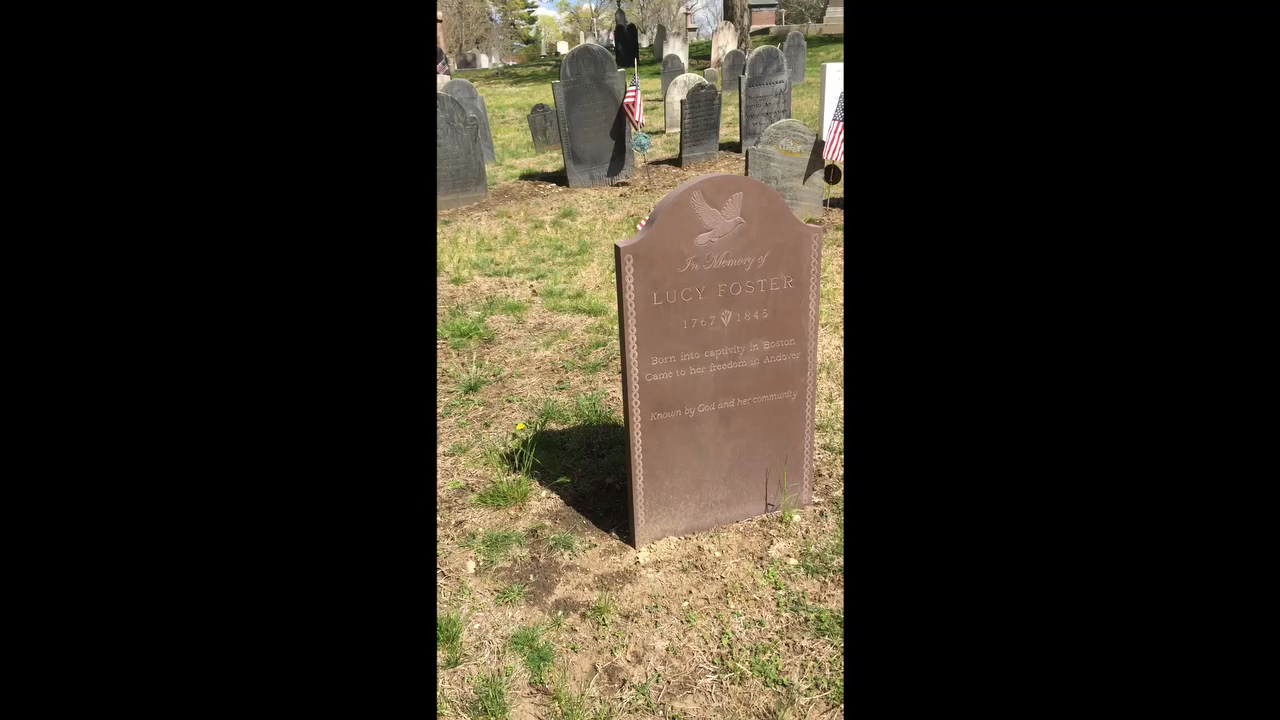 In Memory of
LUCY FOSTER
1767 1845
Born into captivity in Boston
Came to her freedom in Andover
Known by God and her community